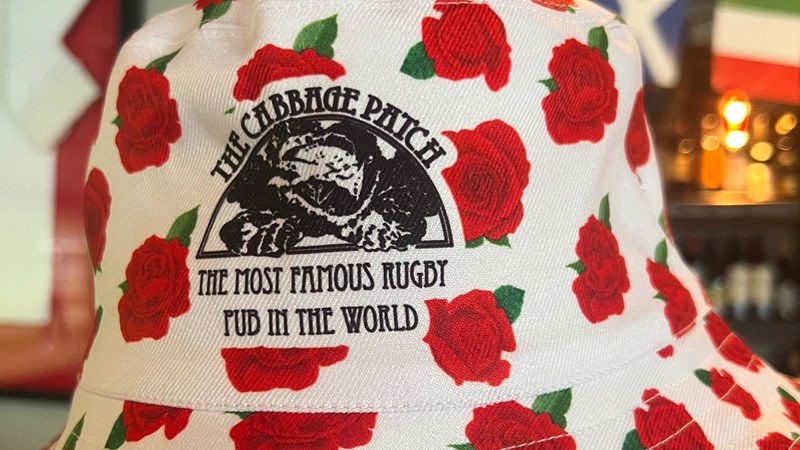 THE CABBAGE PATCH
THE MOST FAMOUS RUGBY
PUB IN THE WORLD